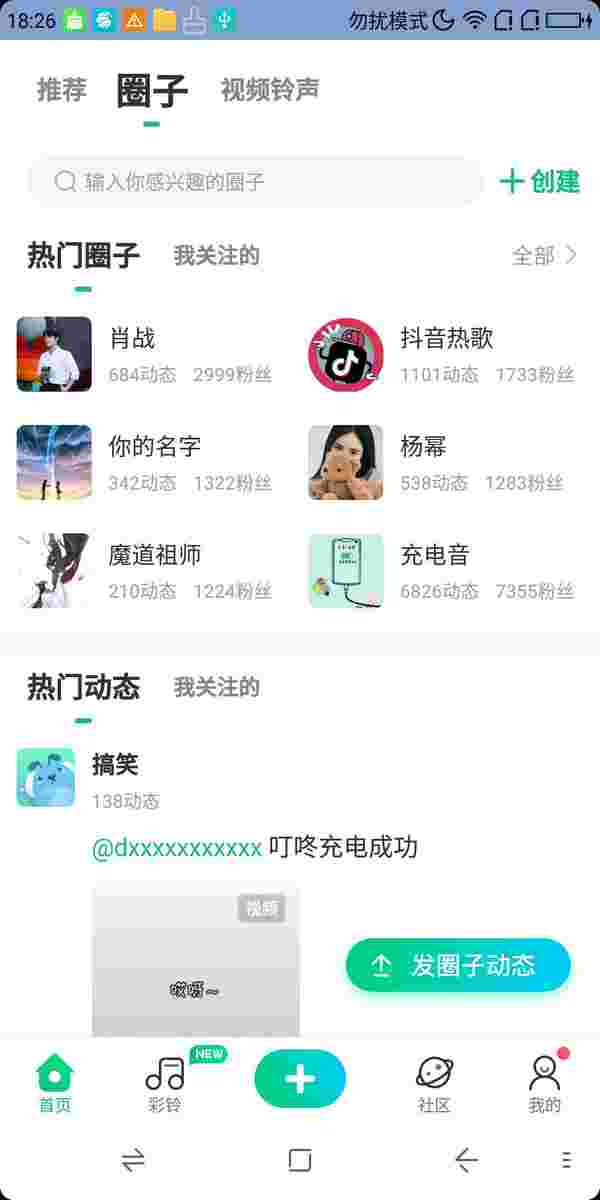 18:26 勿扰模式
推荐 圈子 视频铃声
输入你感兴趣的圈子 创建
热门圈子 我关注的 全部
肖战 抖音热歌
684动态 2999粉丝 1101动态 1733粉丝
你的名字 杨幂
342动态 1322粉丝 538动态 1283粉丝
魔道祖师 充电音
210动态 1224粉丝 6826动态 7355粉丝
热门动态 我关注的
搞笑
138动态
@dxxxxxxxxxxx 叮咚充电成功
视频
发圈子动态
哎呀~
NEW
首页 彩铃 社区 我的